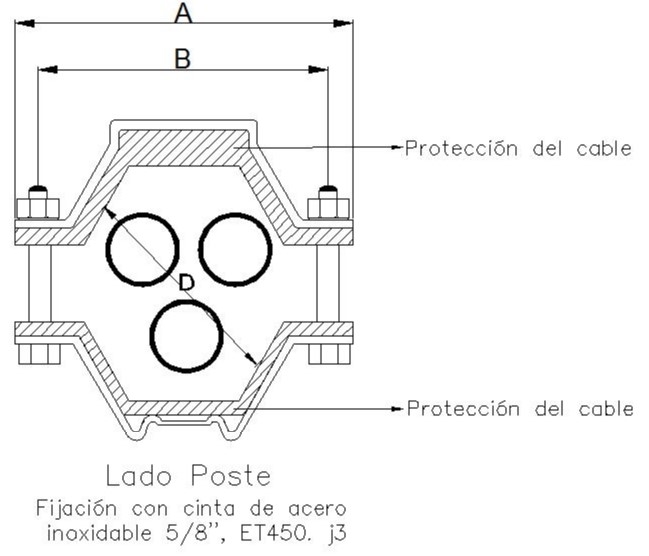 A
B
Protección del cable
D
Protección del cable
Lado Poste
Fijación con cinta de acero
inoxidable 5/8”, ET450. j3